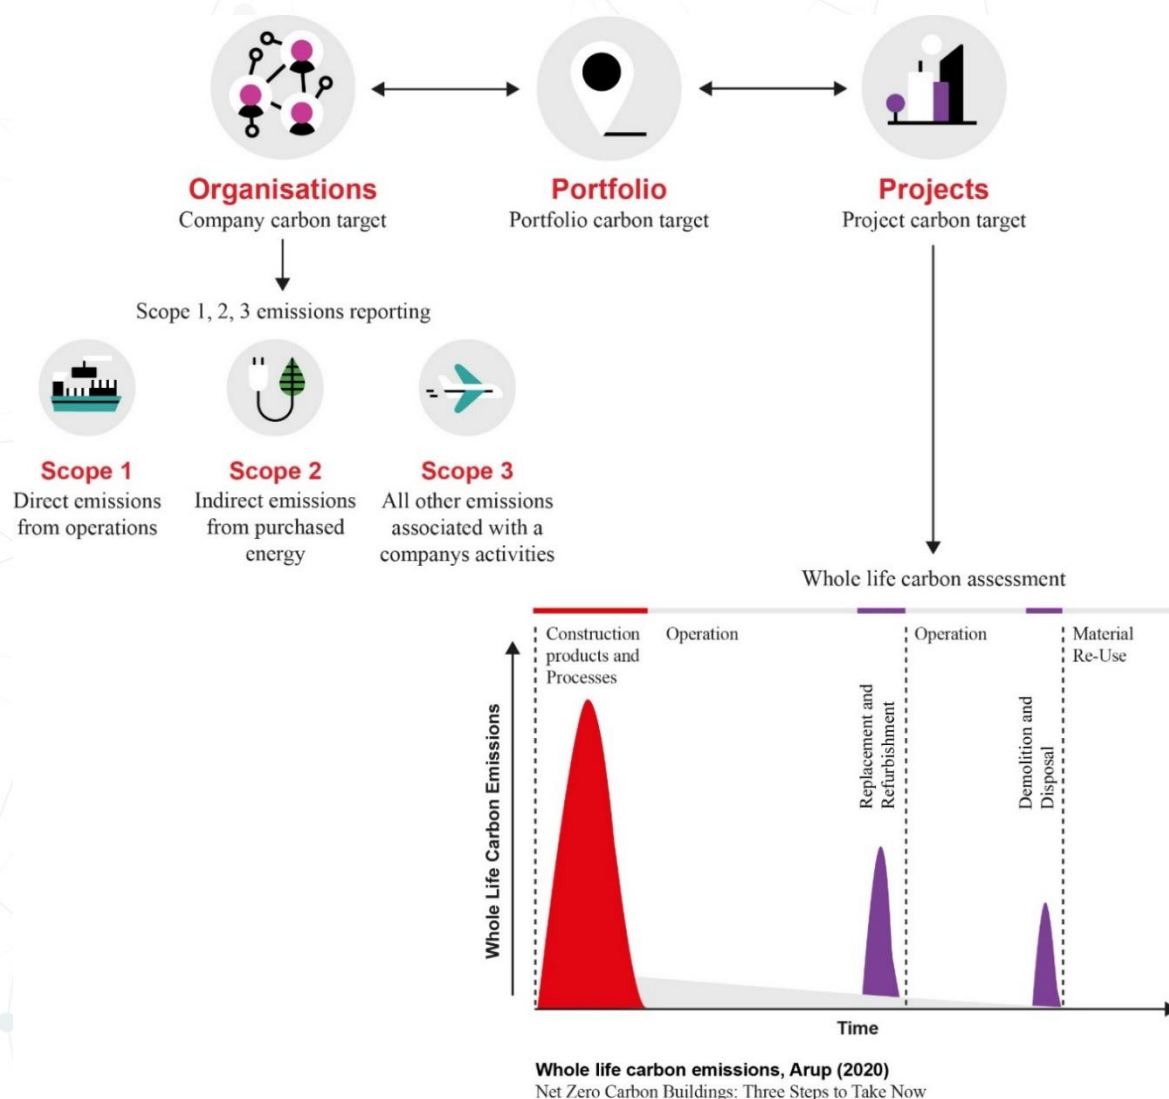 Organisations
Company carbon target
Portfolio
Portfolio carbon target
Projects
Project carbon target
Scope 1, 2, 3 emissions reporting
Scope 1
Direct emissions
from operations
Scope 2
Indirect emissions
from purchased
energy
Scope 3
All other emissions
associated with a
companys activities
Whole life carbon assessment
Construction
products and
Processes
Operation
Replacement and
Refurbishment
Operation
Demolition and
Disposal
Material
Re-Use
Whole Life Carbon Emissions
Time
Whole life carbon emissions, Arup (2020)
Net Zero Carbon Buildings: Three Steps to Take Now